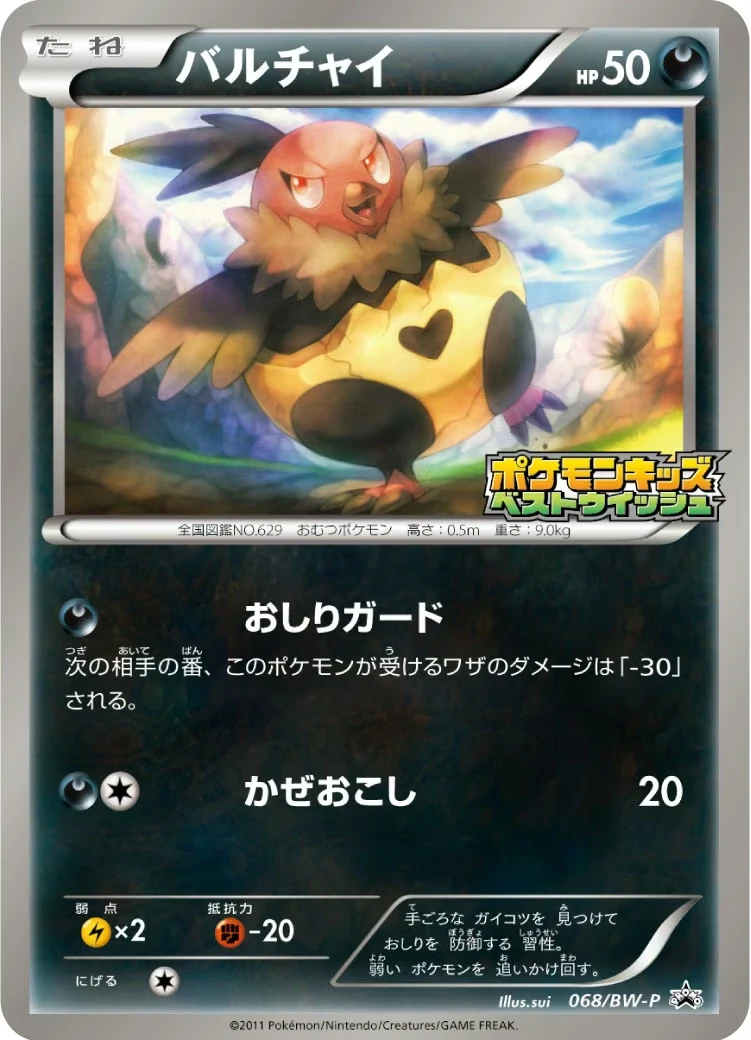 たね
バルチャイ
HP50
ポケモンキッズ
ベストウイッシュ
全国図鑑NO.629 おむつポケモン 高さ:0.5m 重さ:9.0kg
おしりガード
次の相手の番、このポケモンが受けるワザのダメージは「-30」
される。
かぜおこし 20
弱点 抵抗力
×2 -20
にげる
手ごろな ガイコツを 見つけて
おしりを 防御する 習性。
弱い ポケモンを 追いかけ回す。
Illus.sui 068/BW-P
©2011 Pokémon/Nintendo/Creatures/GAME FREAK.